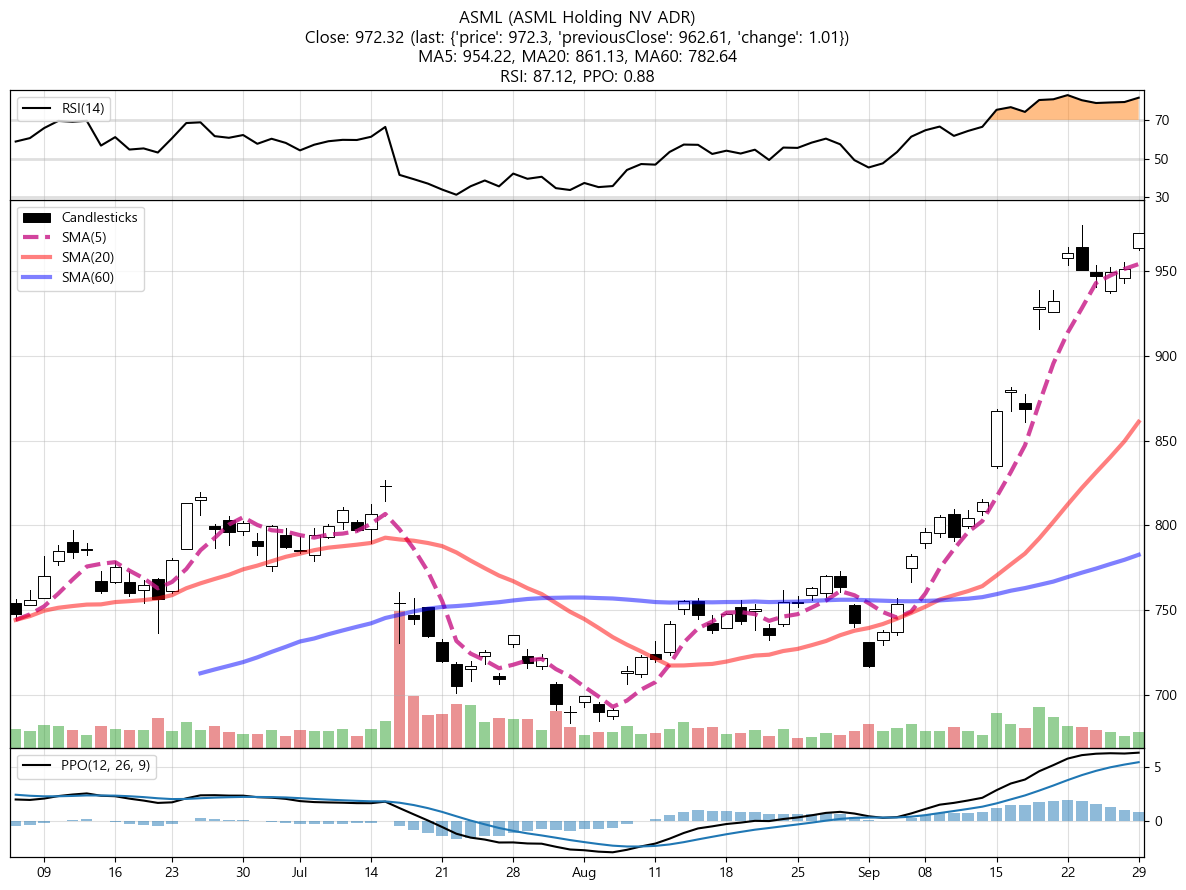 ASML (ASML Holding NV ADR)
Close: 972.32 (last: {'price': 972.3, 'previousClose': 962.61, 'change': 1.01})
MA5: 954.22, MA20: 861.13, MA60: 782.64
RSI: 87.12, PPO: 0.88
RSI(14)
70
50
30
Candlesticks
SMA(5)
SMA(20)
SMA(60)
950
900
850
800
750
700
PPO(12, 26, 9)
5
0
09 16 23 30 Jul 14 21 28 Aug 11 18 25 Sep 08 15 22 29